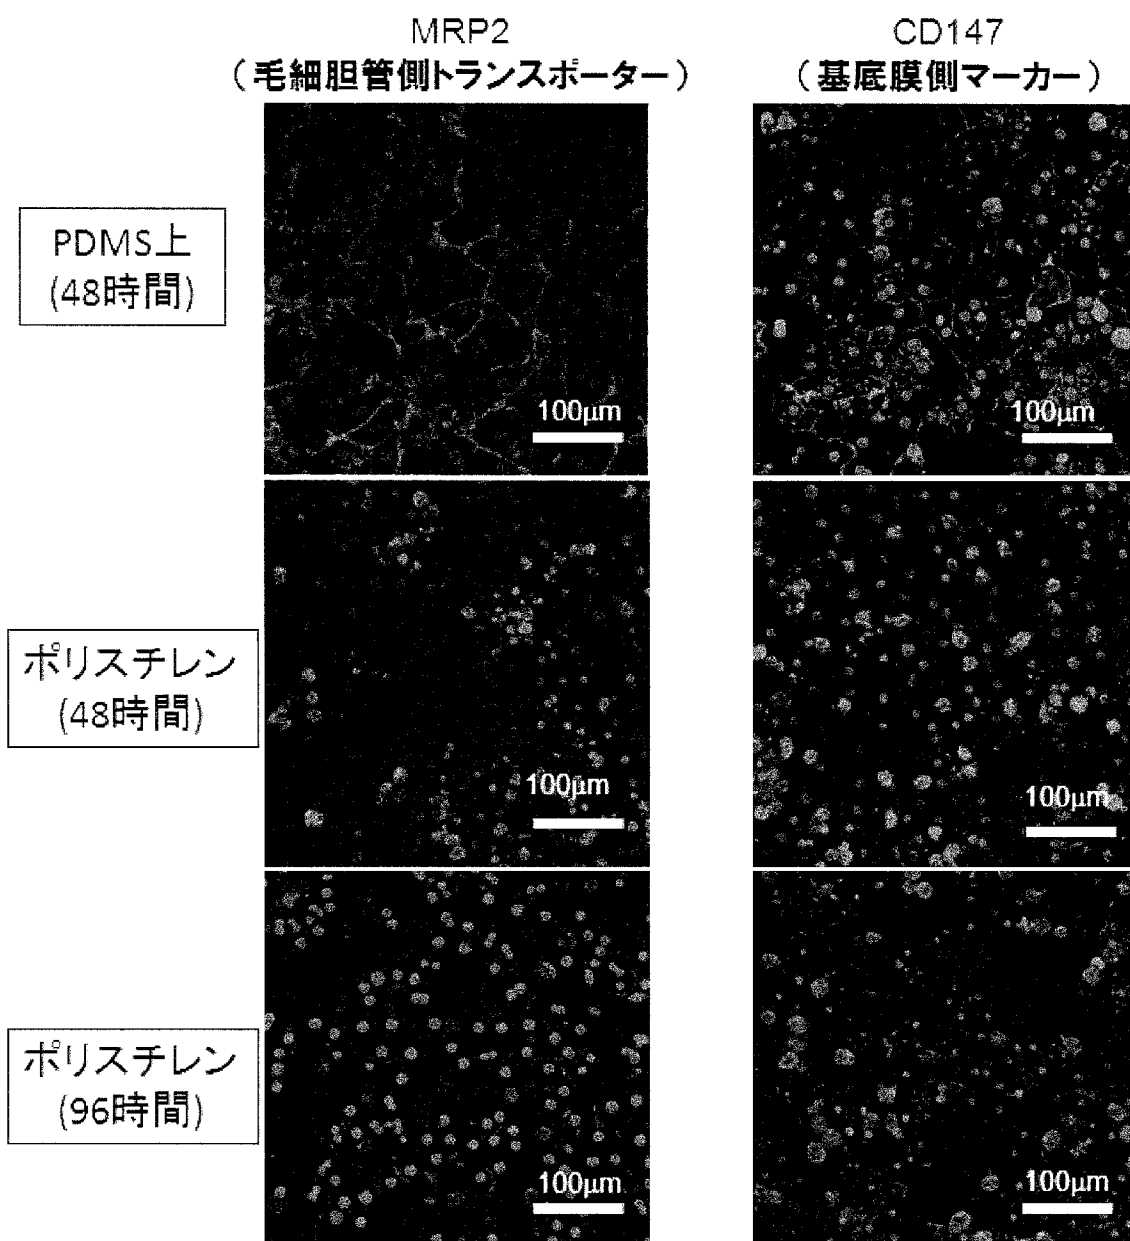 MRP2
(毛細胆管側トランスポーター)
CD147
(基底膜側マーカー)
PDMS上
(48時間)
100μm
100μm
ポリスチレン
(48時間)
100μm
100μm
ポリスチレン
(96時間)
100μm
100μm